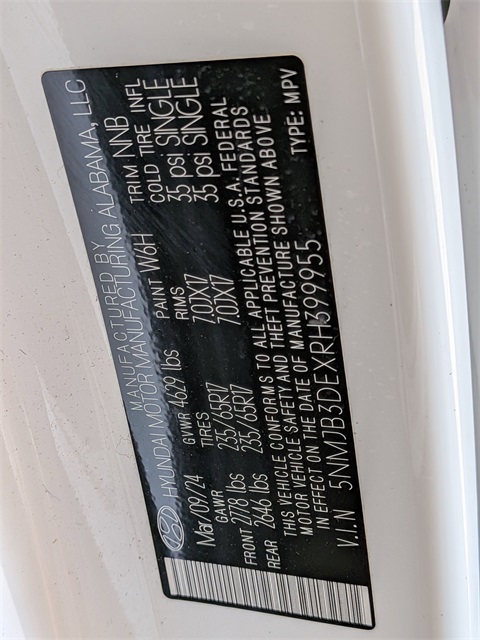 MANUFACTURED BY
HYUNDAI MOTOR MANUFACTURING ALABAMA, LLC
Mar/09/24 GVWR 4629 lbs PAINT W6H TRIM NNB
GAWR TIRES RIMS COLD TIRE INFL
FRONT 2778 lbs 235/65R17 7.0JX17 35 psi SINGLE
REAR 2646 lbs 235/65R17 7.0JX17 35 psi SINGLE
THIS VEHICLE CONFORMS TO ALL APPLICABLE U.S.A. FEDERAL
MOTOR VEHICLE SAFETY AND THEFT PREVENTION STANDARDS
IN EFFECT ON THE DATE OF MANUFACTURE SHOWN ABOVE.
V.I.N 5NMJB3DEXRH399955 TYPE: MPV